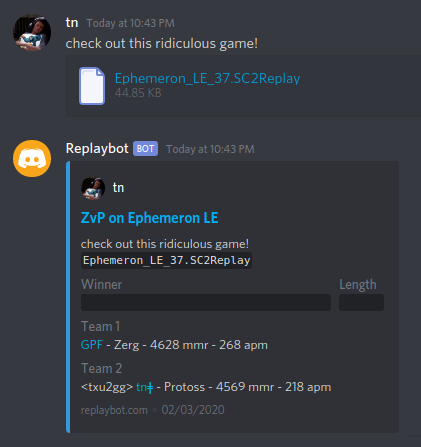 tn Today at 10:43 PM
check out this ridiculous game!
Ephemeron_LE_37.SC2Replay
44.85 KB
Replaybot BOT Today at 10:43 PM
tn
ZvP on Ephemeron LE
check out this ridiculous game!
Ephemeron_LE_37.SC2Replay
Winner Length
Team 1
GPF - Zerg - 4628 mmr - 268 apm
Team 2
<txu2gg> tnǂ - Protoss - 4569 mmr - 218 apm
replaybot.com • 02/03/2020